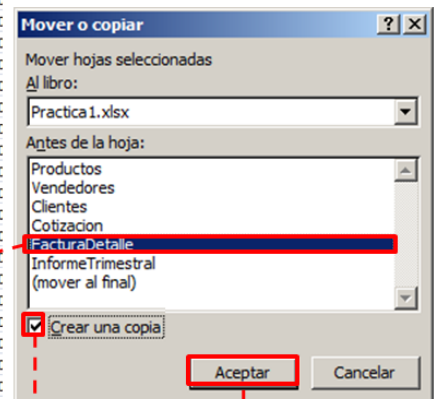 Mover o copiar
Mover hojas seleccionadas
Al libro:
Practica1.xlsx
Antes de la hoja:
Productos
Vendedores
Clientes
Cotizacion
FacturaDetalle
InformeTrimestral
(mover al final)
Crear una copia
Aceptar Cancelar